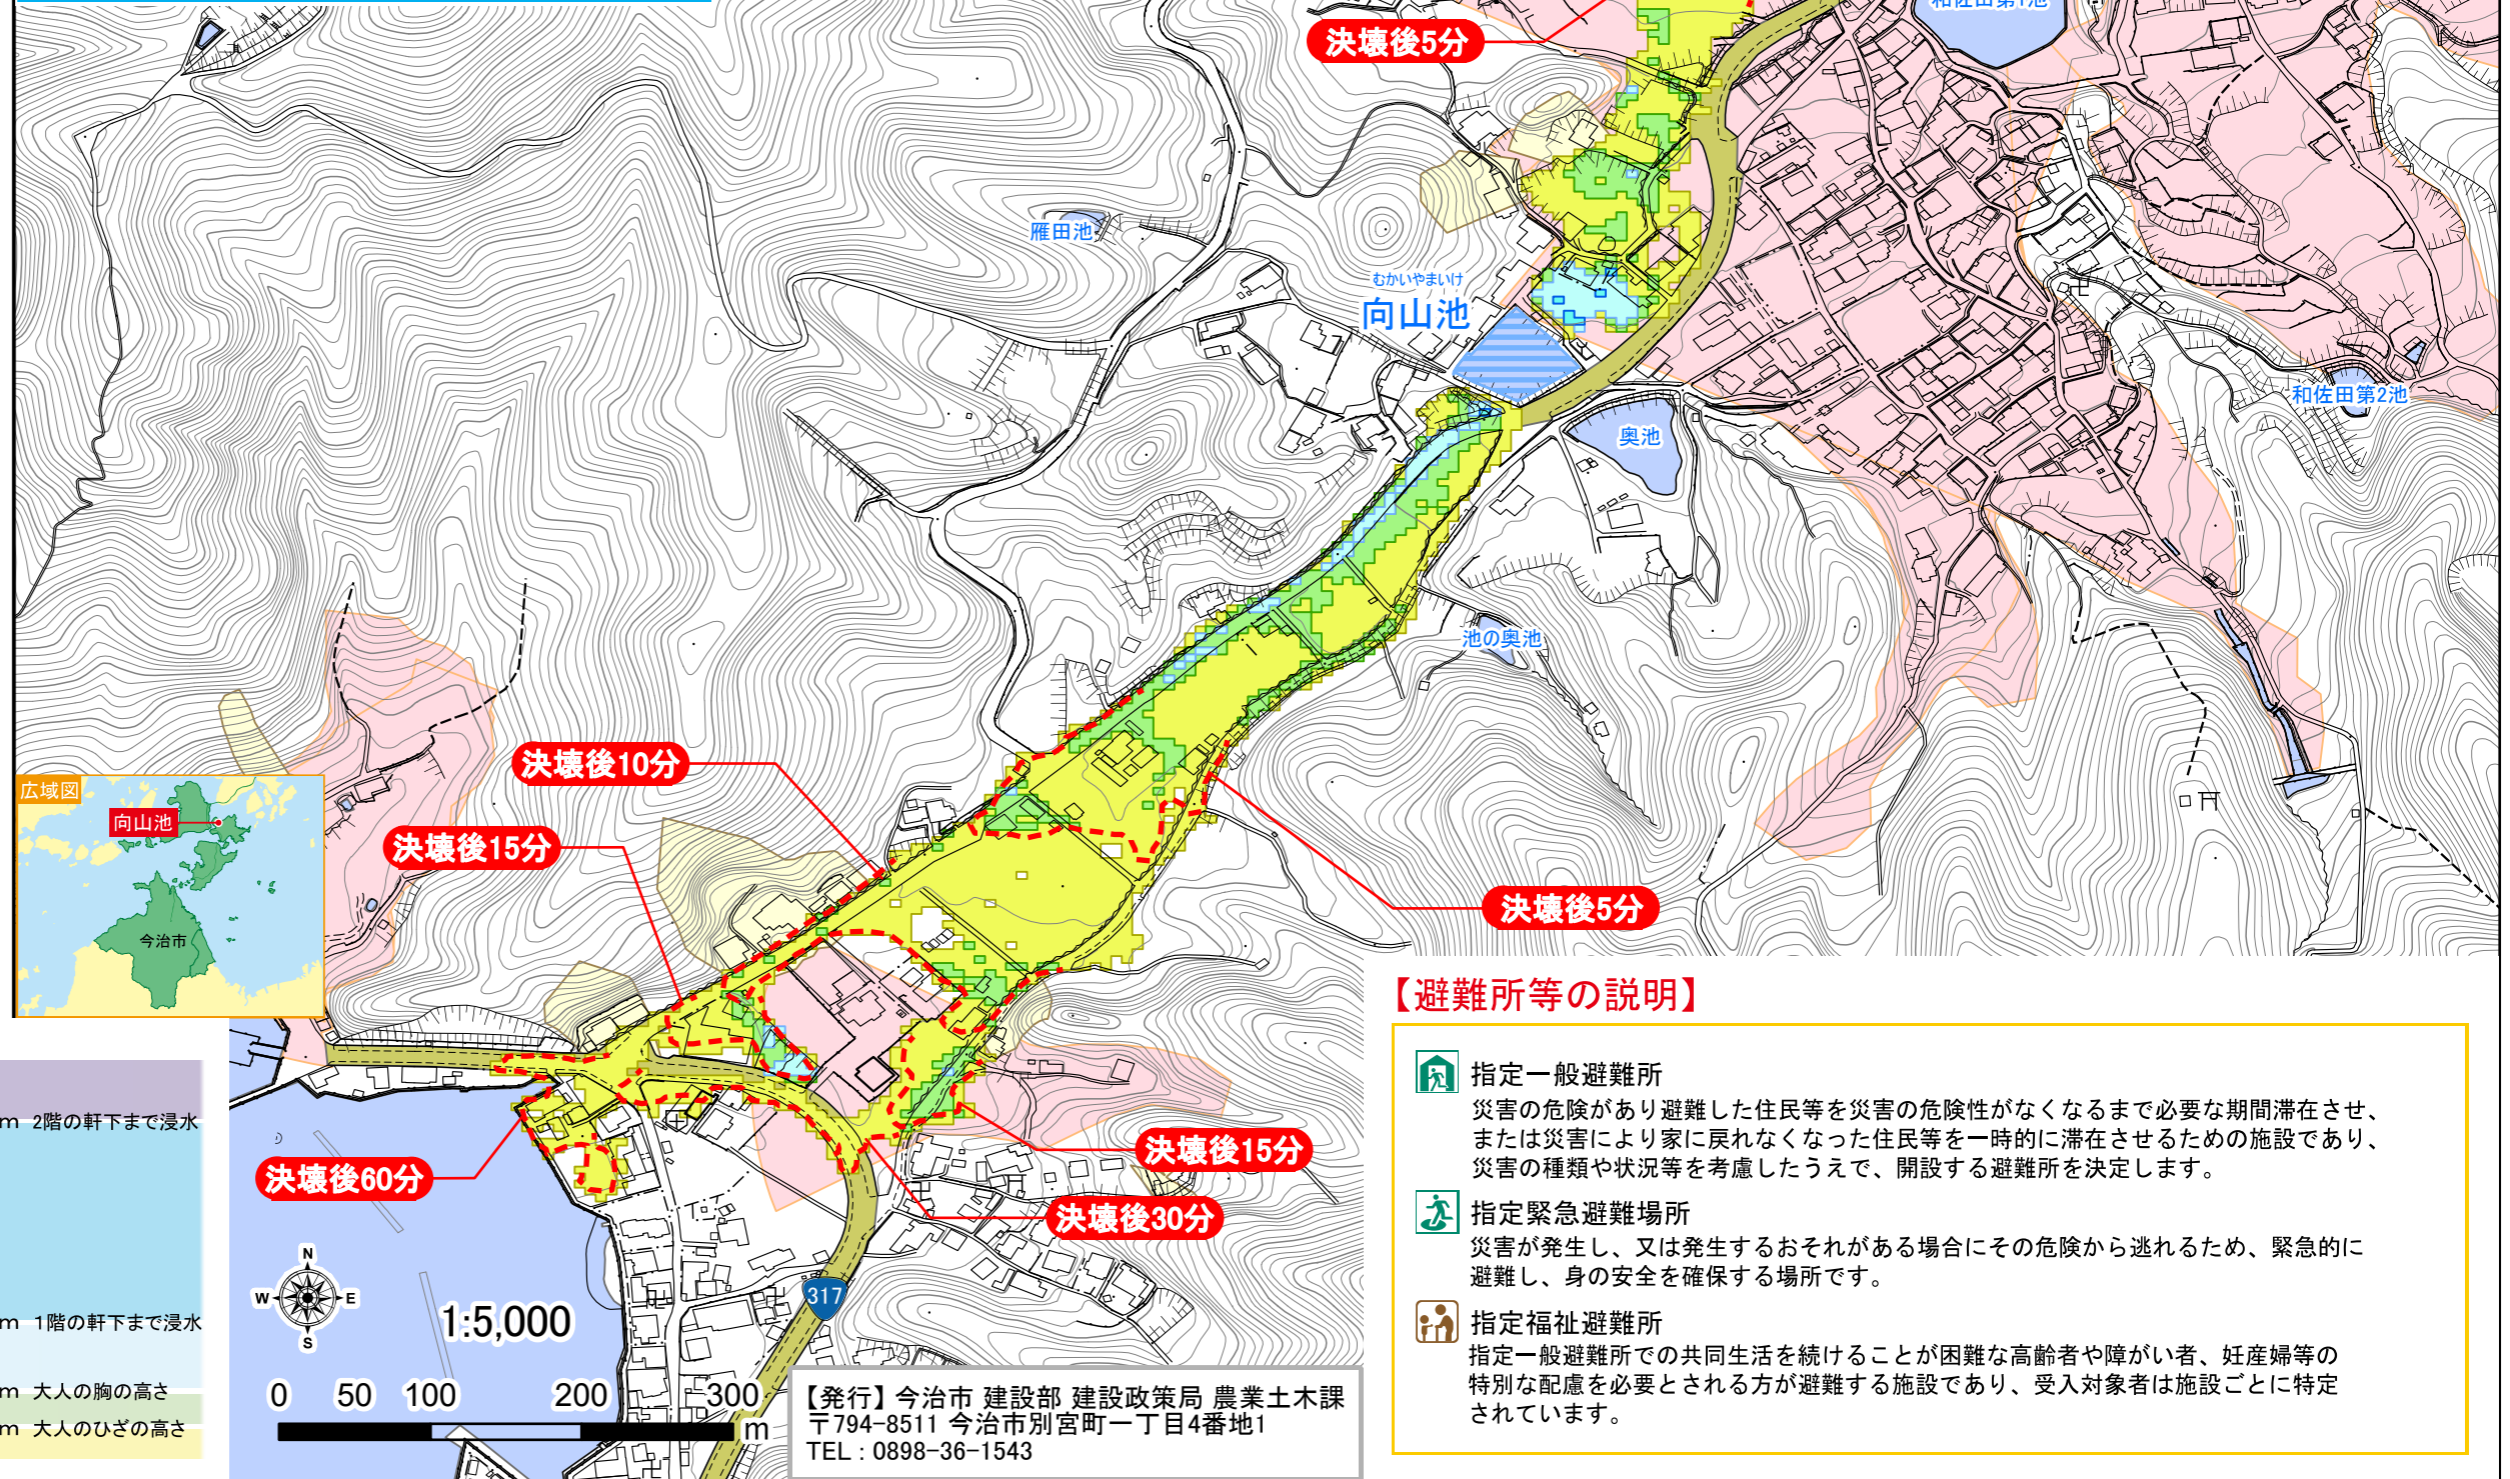 和佐田第1池
決壊後5分
雁田池
むかいやまいけ
向山池
和佐田第2池
奥池
池の奥池
決壊後10分
広域図
向山池
決壊後15分
決壊後5分
今治市
【避難所等の説明】
指定一般避難所
災害の危険があり避難した住民等を災害の危険性がなくなるまで必要な期間滞在させ、
または災害により家に戻れなくなった住民等を一時的に滞在させるための施設であり、
災害の種類や状況等を考慮したうえで、開設する避難所を決定します。
m 2階の軒下まで浸水
決壊後15分
決壊後60分
決壊後30分
指定緊急避難場所
災害が発生し、又は発生するおそれがある場合にその危険から逃れるため、緊急的に
避難し、身の安全を確保する場所です。
N
W E
S
317
1:5,000
m 1階の軒下まで浸水
指定福祉避難所
指定一般避難所での共同生活を続けることが困難な高齢者や障がい者、妊産婦等の
特別な配慮を必要とされる方が避難する施設であり、受入対象者は施設ごとに特定
されています。
m 大人の胸の高さ
m 大人のひざの高さ
0 50 100 200 300
m
【発行】今治市 建設部 建設政策局 農業土木課
〒794-8511 今治市別宮町一丁目4番地1
TEL : 0898-36-1543